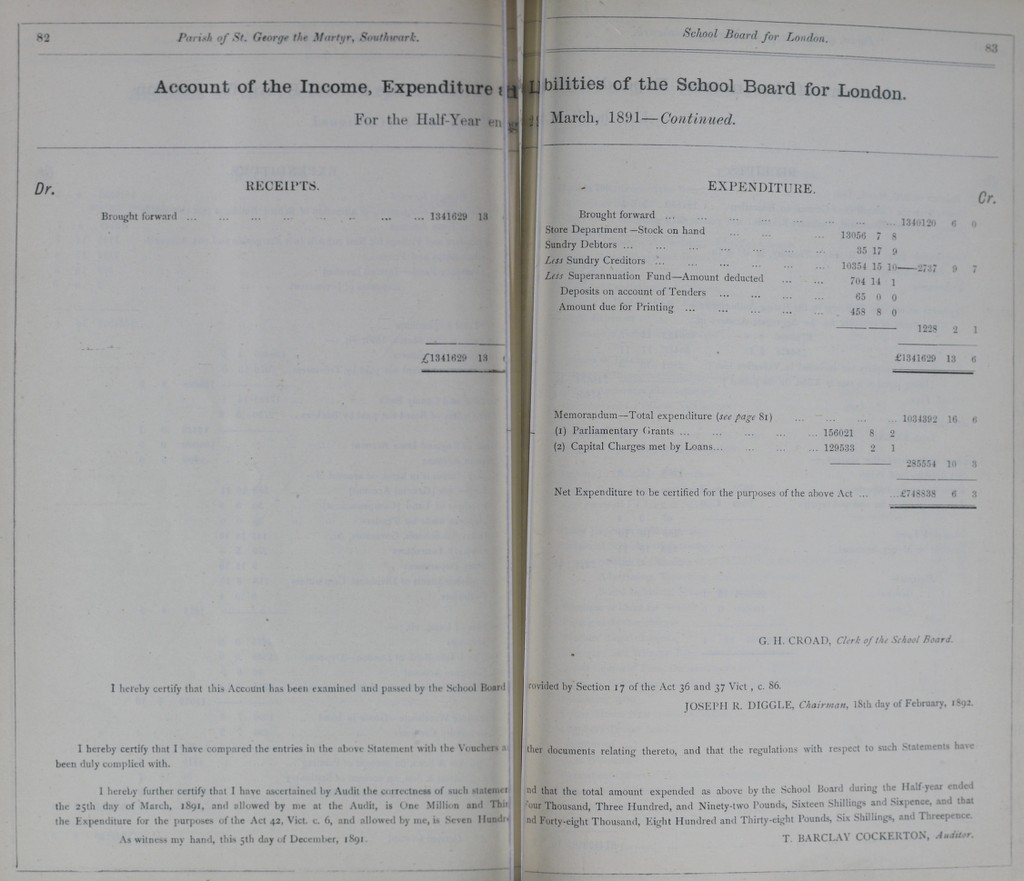 82
Parish of St. George the Martyr, Southwark.
Account of the Income, Expenditure
For the Half-Year en
Dr.
RECEIPTS.
Brought forward ... ... ... ... ... ... ... 1341629 13
£1341629 13
I hereby certify that this Account has been examined and passed by the School Board
I hereby certify that I have compared the entries in the above Statement with the Vouchers
been duly complied with.
I hereby further certify that I have ascertained by Audit the correctness of such statemen
the 25th day of March, 1891, and allowed by me at the Audit, is One Million and Thir
the Expenditure for the purposes of the Act 42, Vict. c. 6, and allowed by me, is Seven Hundre
As witness my hand, this 5th day of December, 1891.
School Board for London.
83
bilities of the School Board for London.
March, 1891—Continued.
EXPENDITURE.
Cr.
Brought forward ... ... ... ... ... ... ... 1340120 6 0
Store Department—Stock on hand ... ... ... 13056 7 8
Sundry Debtors ... ... ... ... ... ... ... 35 17 9
Less Sundry Creditors ... ... ... ... ... ... 10354 15 10——2737 9 7
Less Superannuation Fund—Amount deducted ... ... 704 14 1
Deposits on account of Tenders ... ... ... ... 65 0 0
Amount due for Printing ... ... ... ... ... 458 8 0
1228 2 1
£1341629 13 6
Memorandum—Total expenditure (see page 81) ... ... ... ... ... 1034392 16 6
(1) Parliamentary Grants ... ... ... ... ... 156021 8 2
(2) Capital Charges met by Loans... ... ... ... 129533 2 1
285554 10 3
Net Expenditure to be certified for the purposes of the above Act ... ...£748838 6 3
G. H. CROAD, Clerk of the School Board.
rovided by Section 17 of the Act 36 and 37 Vict, c. 86.
JOSEPH R. DIGGLE, Chairman, 18th day of February, 1892.
ther documents relating thereto, and that the regulations with respect to such Statements have
nd that the total amount expended as above by the School Board during the Half-year ended
our Thousand, Three Hundred, and Ninety-two Pounds, Sixteen Shillings and Sixpence, and that
nd Forty-eight Thousand, Eight Hundred and Thirty-eight Pounds, Six Shillings, and Threepence.
T. BARCLAY COCKERTON, Auditor.